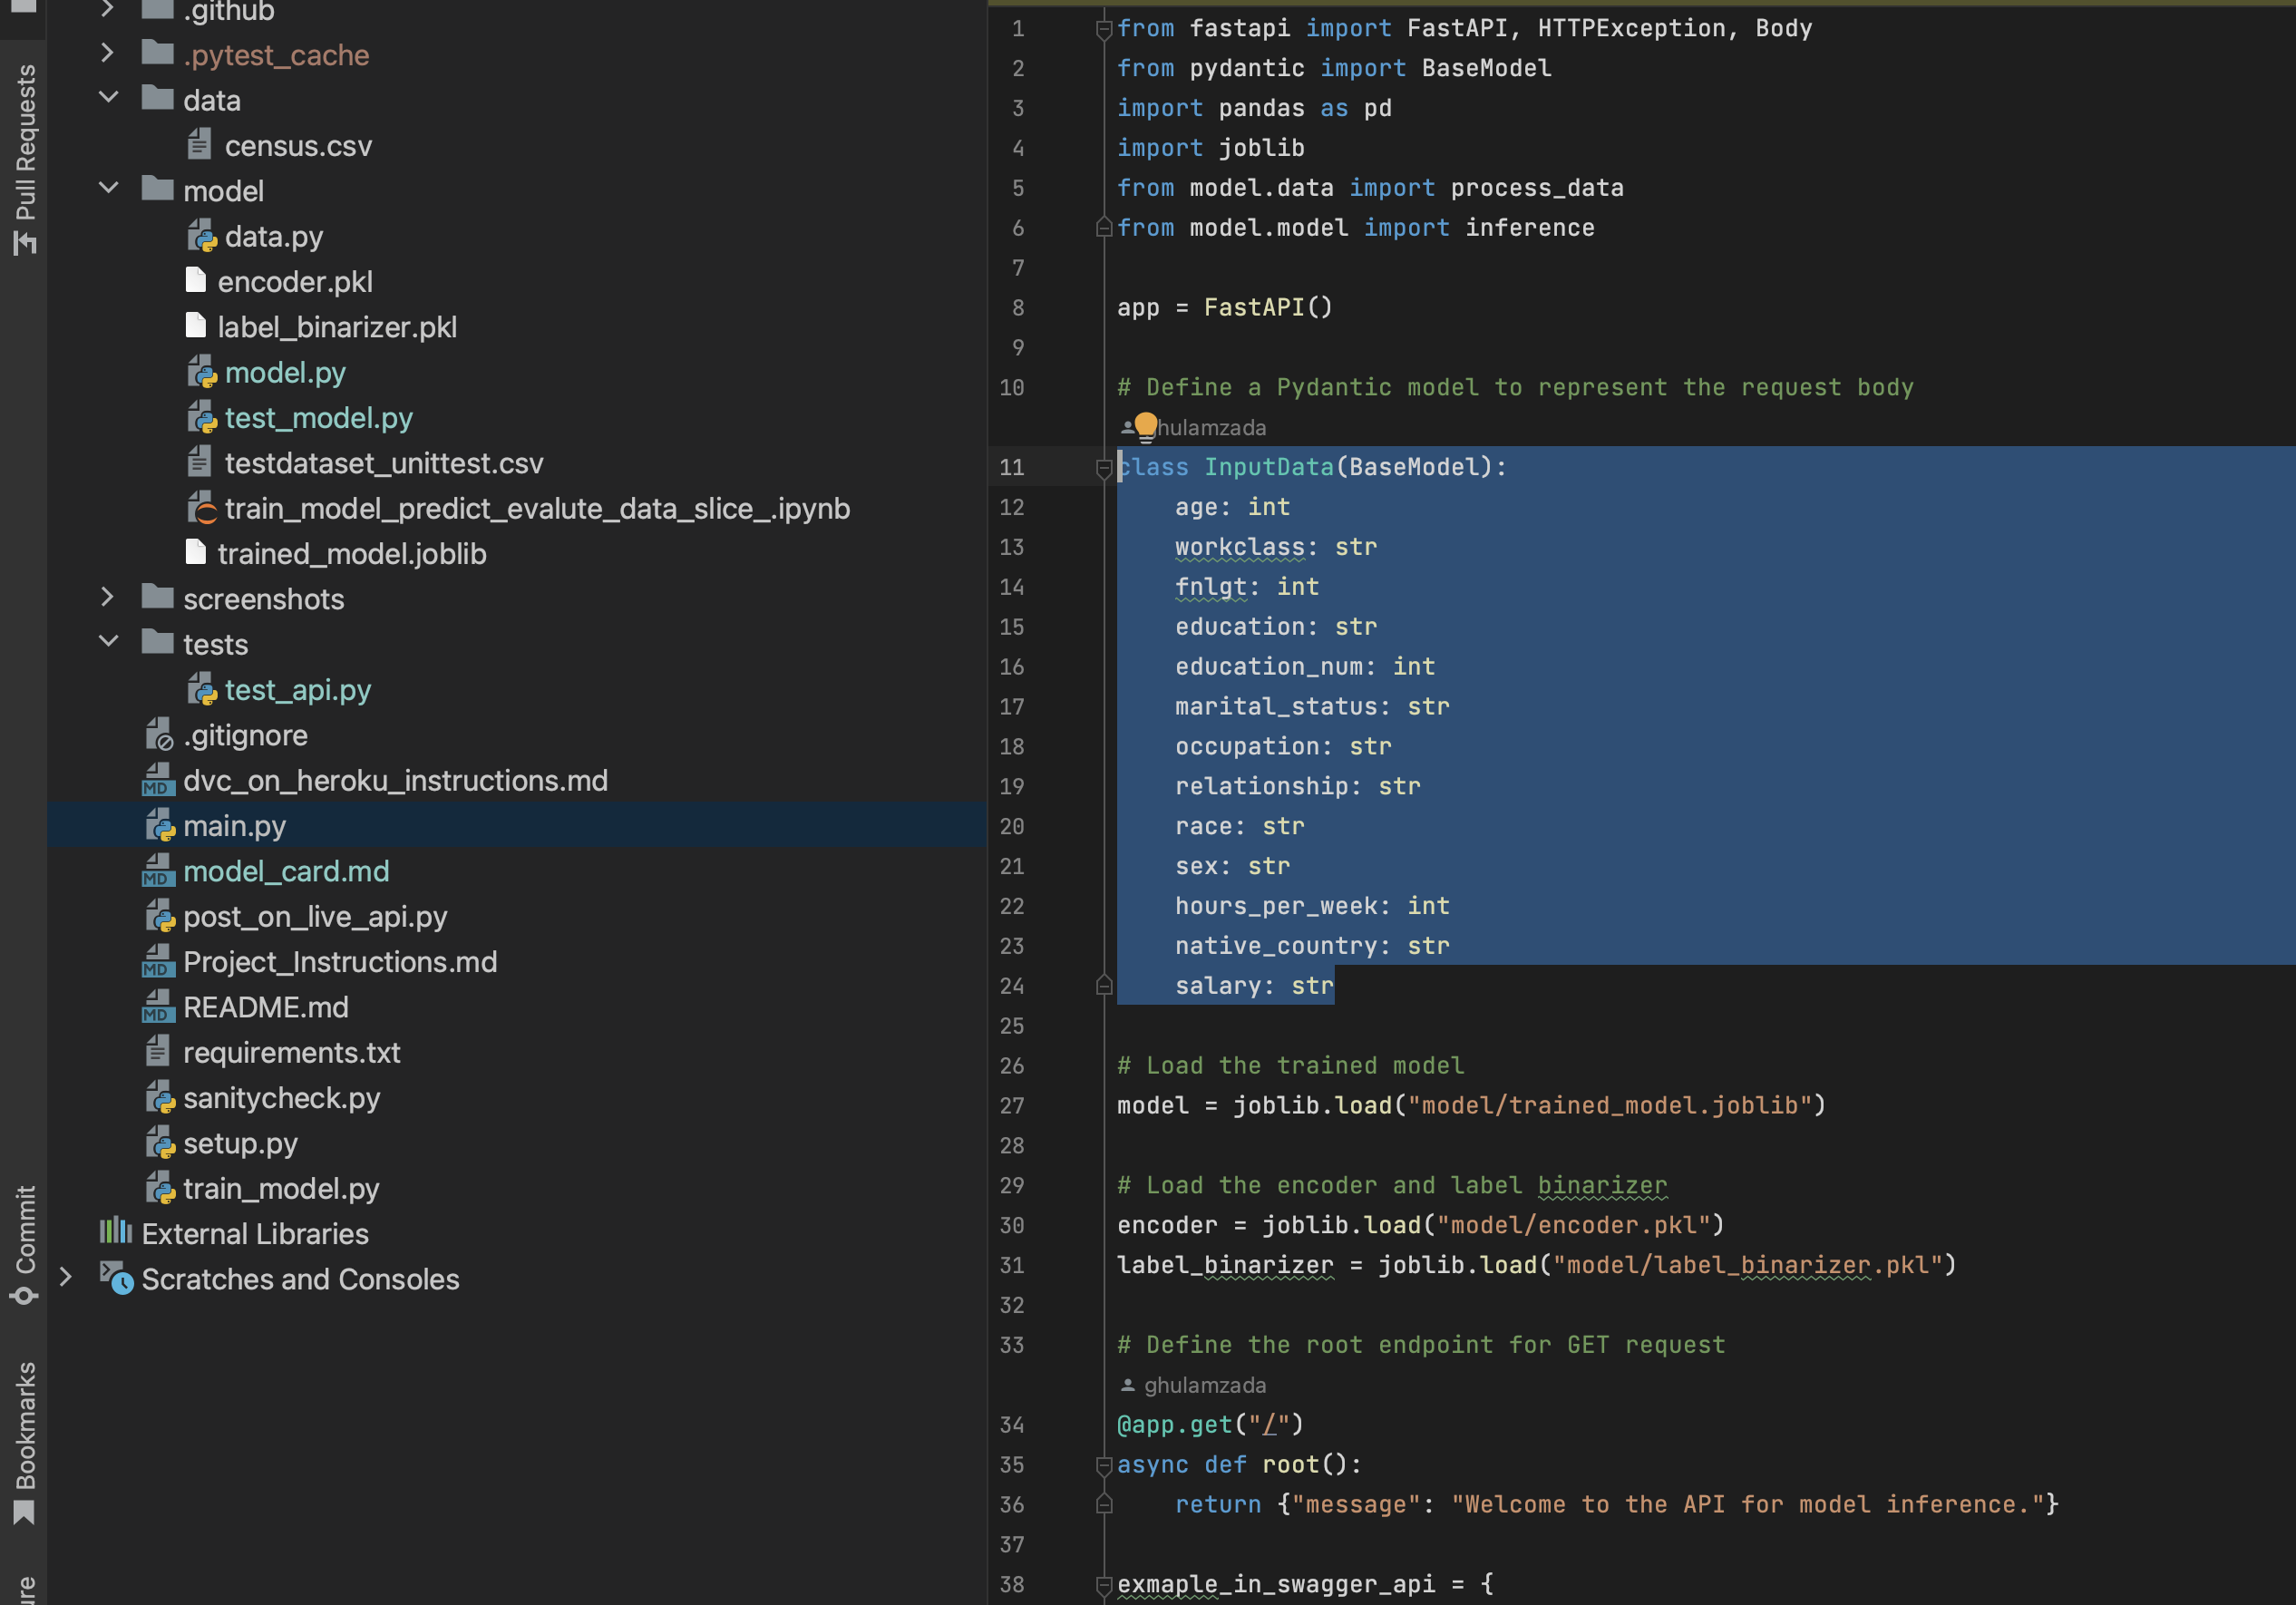 Pull Requests
Commit
Bookmarks
.github
.pytest_cache
data
census.csv
model
data.py
encoder.pkl
label_binarizer.pkl
model.py
test_model.py
testdataset_unittest.csv
train_model_predict_evalute_data_slice_.ipynb
trained_model.joblib
screenshots
tests
test_api.py
.gitignore
dvc_on_heroku_instructions.md
main.py
model_card.md
post_on_live_api.py
Project_Instructions.md
README.md
requirements.txt
sanitycheck.py
setup.py
train_model.py
External Libraries
Scratches and Consoles
1 from fastapi import FastAPI, HTTPException, Body
2 from pydantic import BaseModel
3 import pandas as pd
4 import joblib
5 from model.data import process_data
6 from model.model import inference
7
8 app = FastAPI()
9
10 # Define a Pydantic model to represent the request body
hulamzada
11 class InputData(BaseModel):
12     age: int
13     workclass: str
14     fnlgt: int
15     education: str
16     education_num: int
17     marital_status: str
18     occupation: str
19     relationship: str
20     race: str
21     sex: str
22     hours_per_week: int
23     native_country: str
24     salary: str
25
26 # Load the trained model
27 model = joblib.load("model/trained_model.joblib")
28
29 # Load the encoder and label binarizer
30 encoder = joblib.load("model/encoder.pkl")
31 label_binarizer = joblib.load("model/label_binarizer.pkl")
32
33 # Define the root endpoint for GET request
ghulamzada
34 @app.get("/")
35 async def root():
36     return {"message": "Welcome to the API for model inference."}
37
38 exmaple_in_swagger_api = {